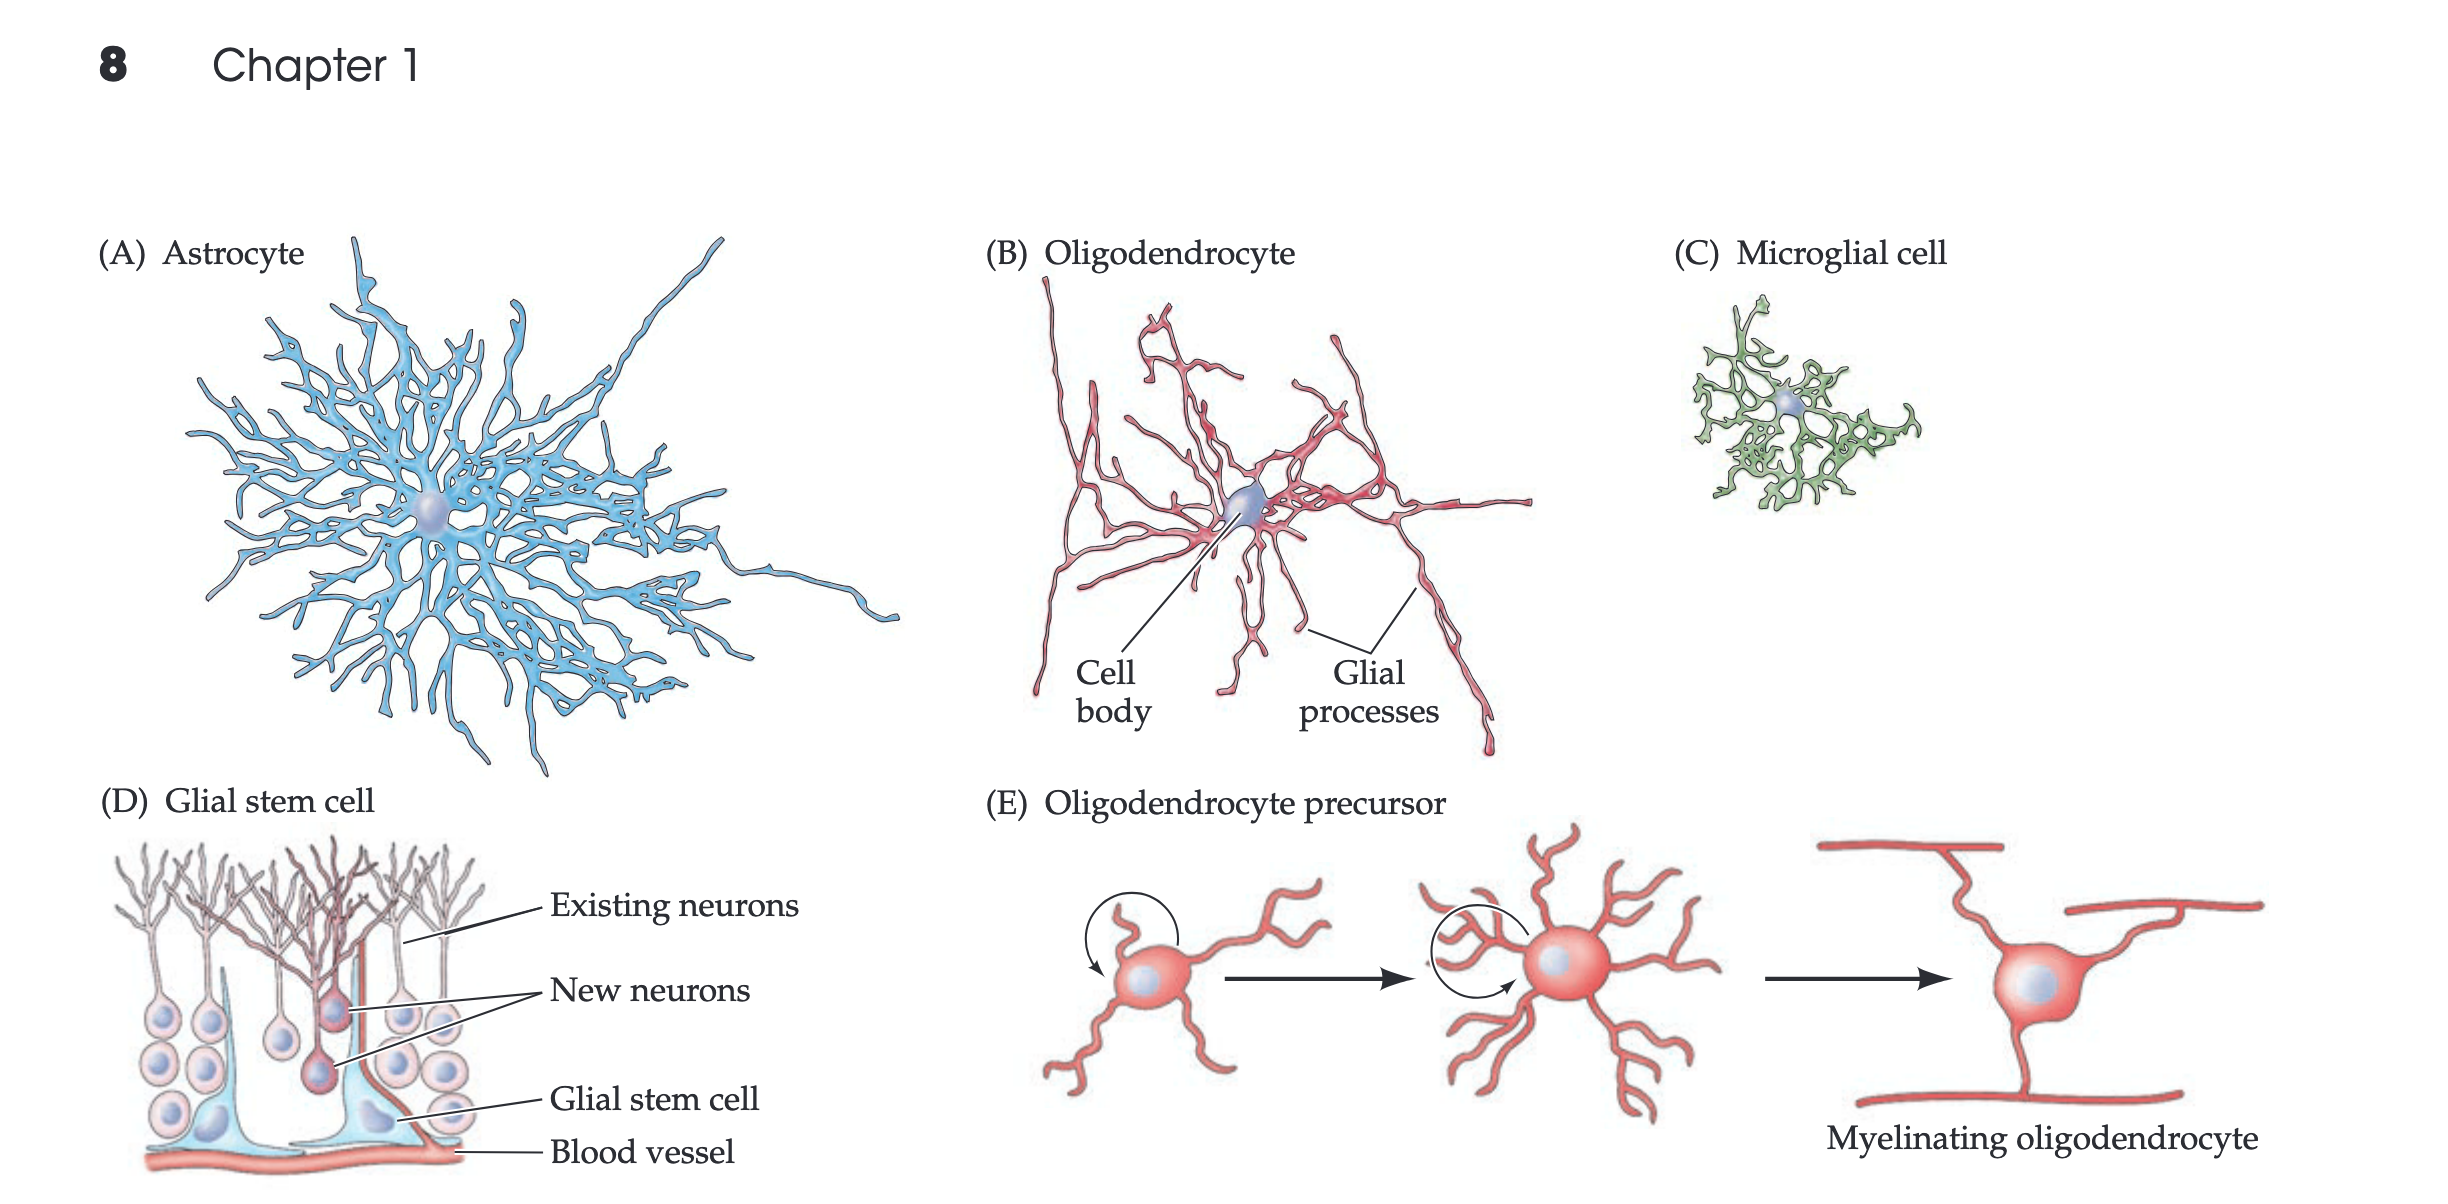 8 Chapter 1
(A) Astrocyte
(B) Oligodendrocyte
(C) Microglial cell
Cell
body
Glial
processes
(D) Glial stem cell
Existing neurons
New neurons
Glial stem cell
Blood vessel
(E) Oligodendrocyte precursor
Myelinating oligodendrocyte